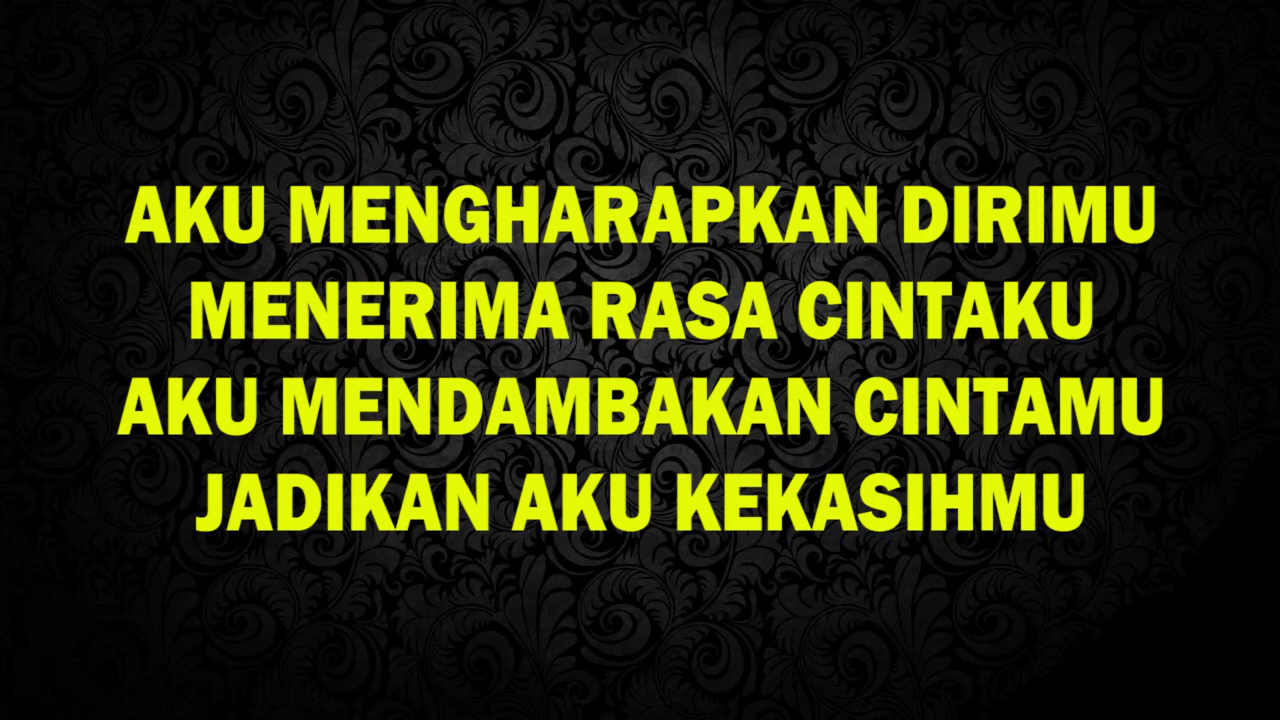 AKU MENGHARAPKAN DIRIMU
MENERIMA RASA CINTAKU
AKU MENDAMBAKAN CINTAMU
JADIKAN AKU KEKASIHMU